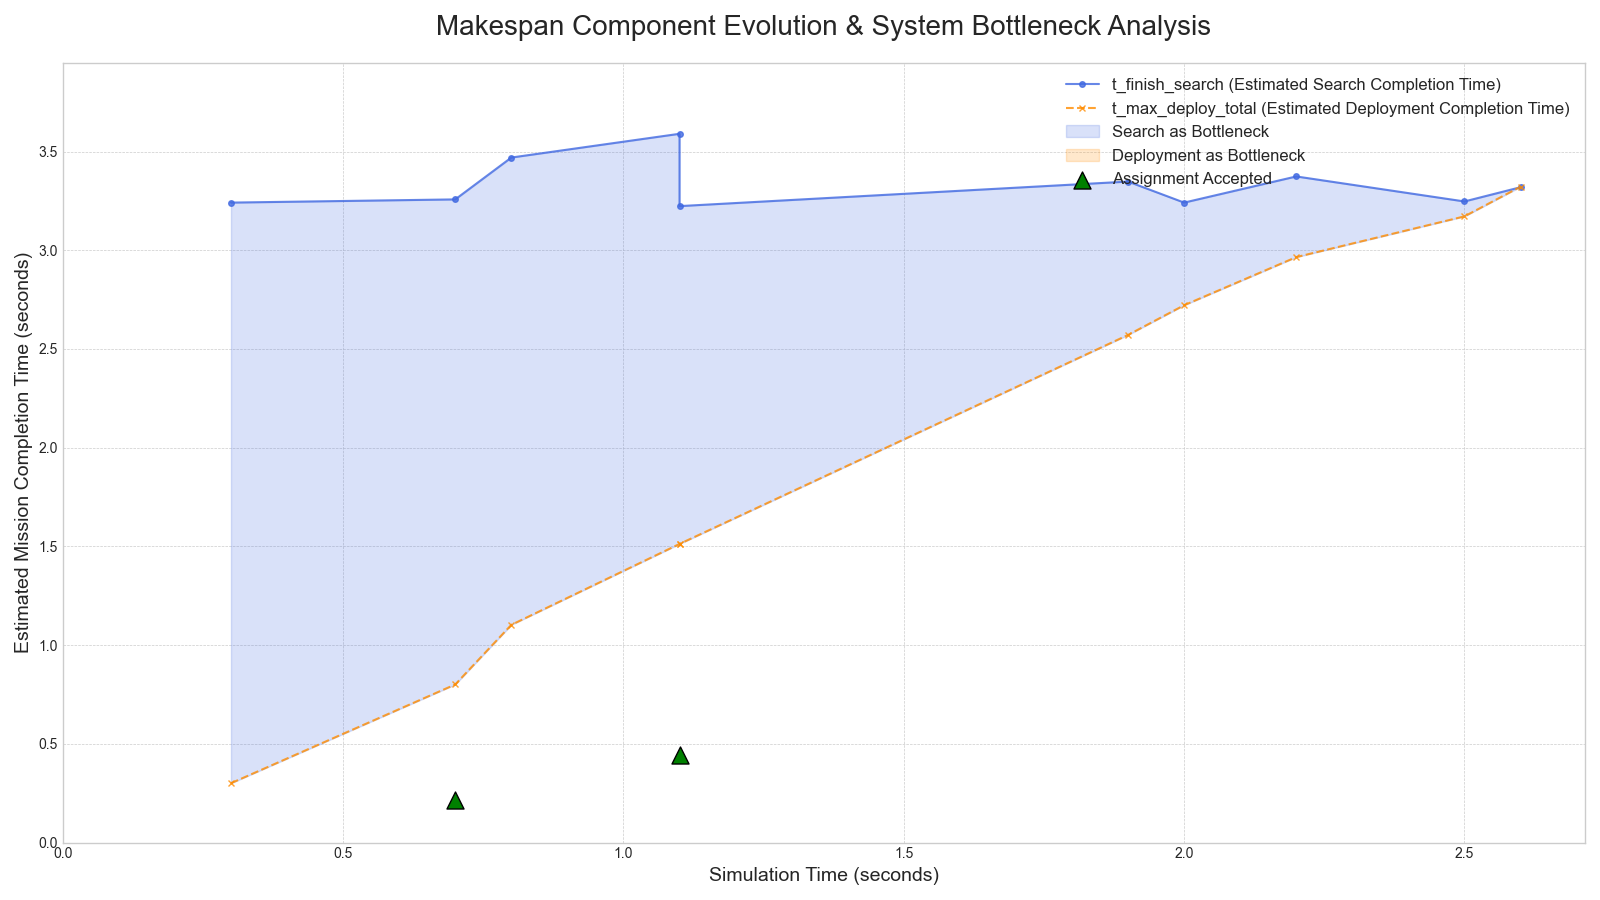 Makespan Component Evolution & System Bottleneck Analysis
t_finish_search (Estimated Search Completion Time)
t_max_deploy_total (Estimated Deployment Completion Time)
Search as Bottleneck
Deployment as Bottleneck
Assignment Accepted
Estimated Mission Completion Time (seconds)
3.5
3.0
2.5
2.0
1.5
1.0
0.5
0.0
0.0 0.5 1.0 1.5 2.0 2.5
Simulation Time (seconds)